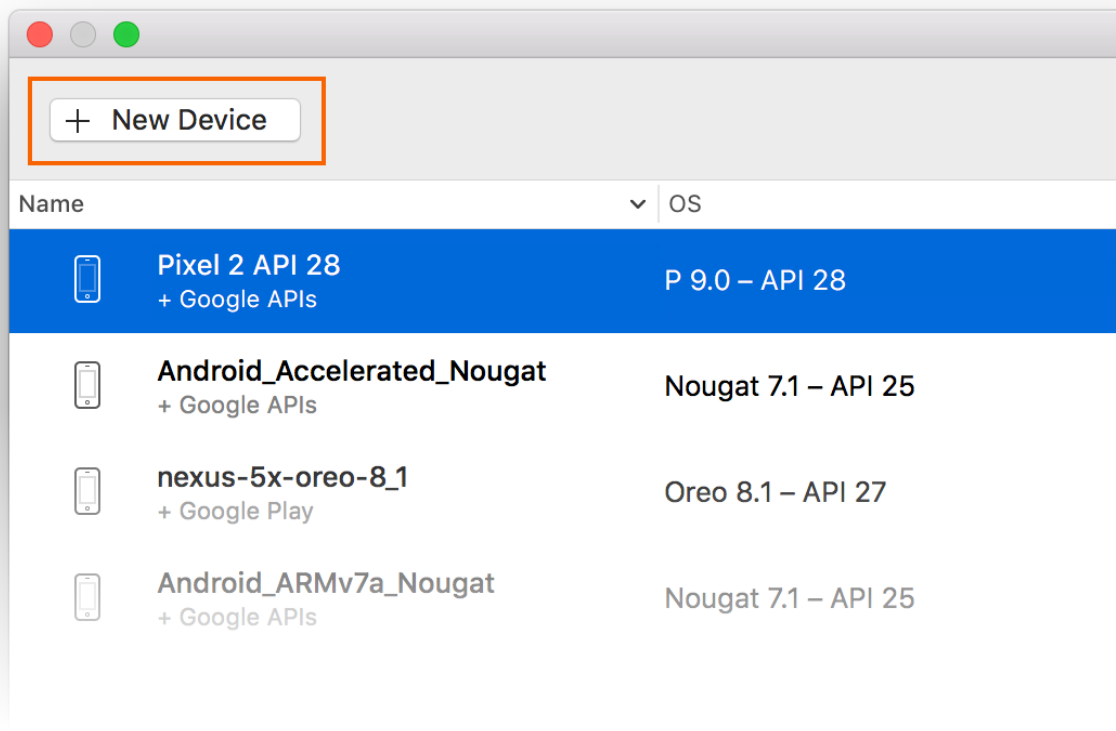 + New Device
Name
OS
Pixel 2 API 28
+ Google APIs
P 9.0 – API 28
Android_Accelerated_Nougat
+ Google APIs
Nougat 7.1 – API 25
nexus-5x-oreo-8_1
+ Google Play
Oreo 8.1 – API 27
Android_ARMv7a_Nougat
+ Google APIs
Nougat 7.1 – API 25